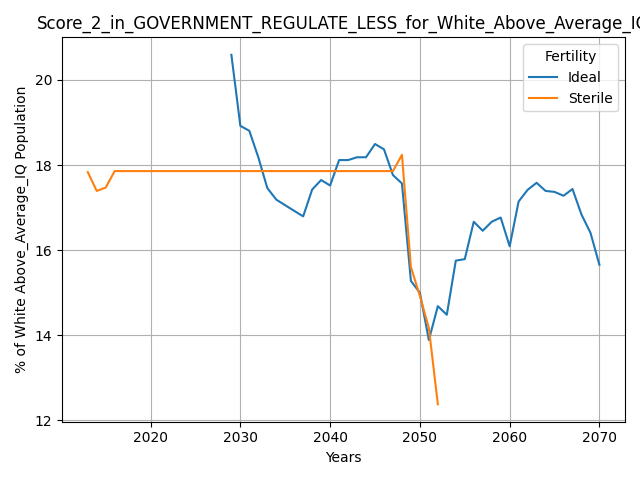 Score_2_in_GOVERNMENT_REGULATE_LESS_for_White_Above_Average_IQ
% of White Above_Average_IQ Population
20
18
16
14
12
Fertility
Ideal
Sterile
2020 2030 2040 2050 2060 2070
Years